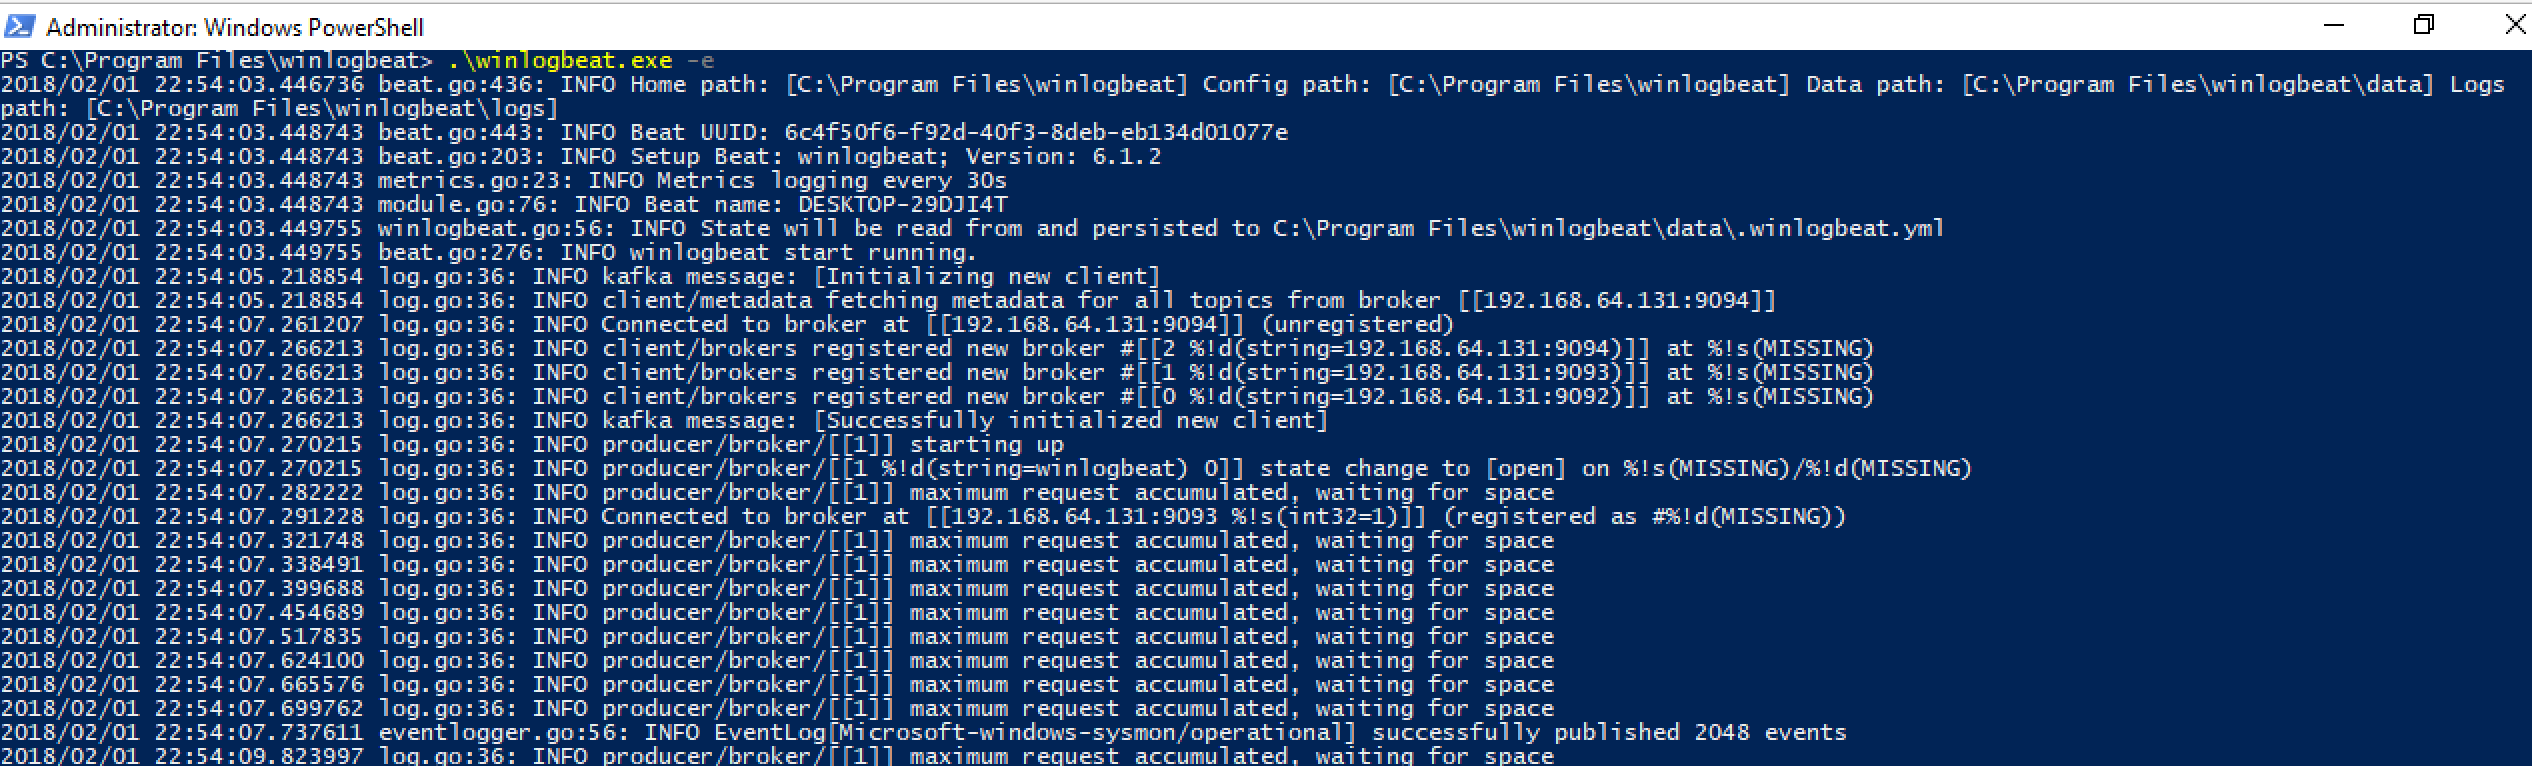 Administrator: Windows PowerShell
PS C:\Program Files\winlogbeat> .\winlogbeat.exe -e
2018/02/01 22:54:03.446736 beat.go:436: INFO Home path: [C:\Program Files\winlogbeat] Config path: [C:\Program Files\winlogbeat] Data path: [C:\Program Files\winlogbeat\data] Logs
path: [C:\Program Files\winlogbeat\logs]
2018/02/01 22:54:03.448743 beat.go:443: INFO Beat UUID: 6c4f50f6-f92d-40f3-8deb-eb134d01077e
2018/02/01 22:54:03.448743 beat.go:203: INFO Setup Beat: winlogbeat; Version: 6.1.2
2018/02/01 22:54:03.448743 metrics.go:23: INFO Metrics logging every 30s
2018/02/01 22:54:03.448743 module.go:76: INFO Beat name: DESKTOP-29DJI4T
2018/02/01 22:54:03.449755 winlogbeat.go:56: INFO State will be read from and persisted to C:\Program Files\winlogbeat\data\.winlogbeat.yml
2018/02/01 22:54:03.449755 beat.go:276: INFO winlogbeat start running.
2018/02/01 22:54:05.218854 log.go:36: INFO kafka message: [Initializing new client]
2018/02/01 22:54:05.218854 log.go:36: INFO client/metadata fetching metadata for all topics from broker [[192.168.64.131:9094]]
2018/02/01 22:54:07.261207 log.go:36: INFO Connected to broker at [[192.168.64.131:9094]] (unregistered)
2018/02/01 22:54:07.266213 log.go:36: INFO client/brokers registered new broker #[[2 %!d(string=192.168.64.131:9094)]] at %!s(MISSING)
2018/02/01 22:54:07.266213 log.go:36: INFO client/brokers registered new broker #[[1 %!d(string=192.168.64.131:9093)]] at %!s(MISSING)
2018/02/01 22:54:07.266213 log.go:36: INFO client/brokers registered new broker #[[0 %!d(string=192.168.64.131:9092)]] at %!s(MISSING)
2018/02/01 22:54:07.266213 log.go:36: INFO kafka message: [Successfully initialized new client]
2018/02/01 22:54:07.270215 log.go:36: INFO producer/broker/[[1]] starting up
2018/02/01 22:54:07.270215 log.go:36: INFO producer/broker/[[1 %!d(string=winlogbeat) 0]] state change to [open] on %!s(MISSING)/%!d(MISSING)
2018/02/01 22:54:07.282222 log.go:36: INFO producer/broker/[[1]] maximum request accumulated, waiting for space
2018/02/01 22:54:07.291228 log.go:36: INFO Connected to broker at [[192.168.64.131:9093 %!s(int32=1)]] (registered as #%!d(MISSING))
2018/02/01 22:54:07.321748 log.go:36: INFO producer/broker/[[1]] maximum request accumulated, waiting for space
2018/02/01 22:54:07.338491 log.go:36: INFO producer/broker/[[1]] maximum request accumulated, waiting for space
2018/02/01 22:54:07.399688 log.go:36: INFO producer/broker/[[1]] maximum request accumulated, waiting for space
2018/02/01 22:54:07.454689 log.go:36: INFO producer/broker/[[1]] maximum request accumulated, waiting for space
2018/02/01 22:54:07.517835 log.go:36: INFO producer/broker/[[1]] maximum request accumulated, waiting for space
2018/02/01 22:54:07.624100 log.go:36: INFO producer/broker/[[1]] maximum request accumulated, waiting for space
2018/02/01 22:54:07.665576 log.go:36: INFO producer/broker/[[1]] maximum request accumulated, waiting for space
2018/02/01 22:54:07.699762 log.go:36: INFO producer/broker/[[1]] maximum request accumulated, waiting for space
2018/02/01 22:54:07.737611 eventlogger.go:56: INFO EventLog[Microsoft-windows-sysmon/operational] successfully published 2048 events
2018/02/01 22:54:09.823997 log.go:36: INFO producer/broker/[[1]] maximum request accumulated, waiting for space